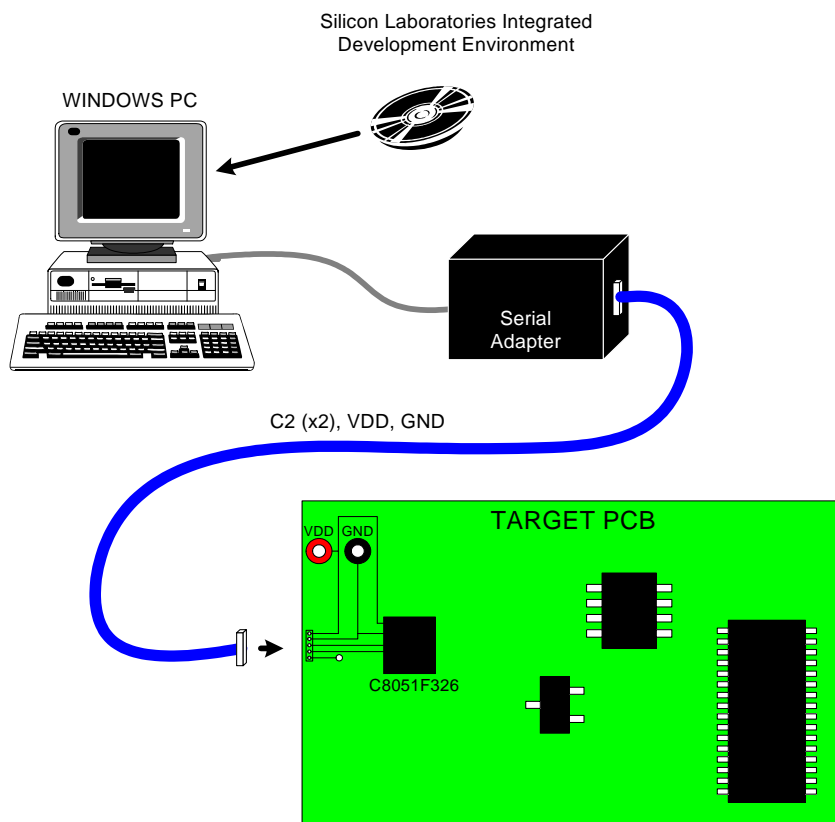 Silicon Laboratories Integrated
Development Environment
WINDOWS PC
Serial
Adapter
C2 (x2), VDD, GND
TARGET PCB
VDD GND
C8051F326